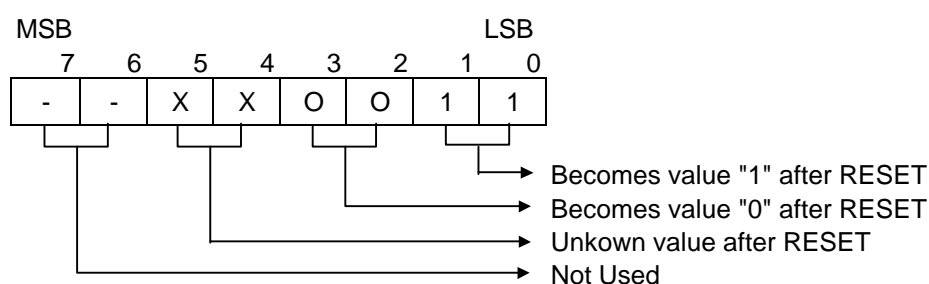 MSB LSB
7 6 5 4 3 2 1 0
- - X X O O 1 1
Becomes value "1" after RESET
Becomes value "0" after RESET
Unkown value after RESET
Not Used